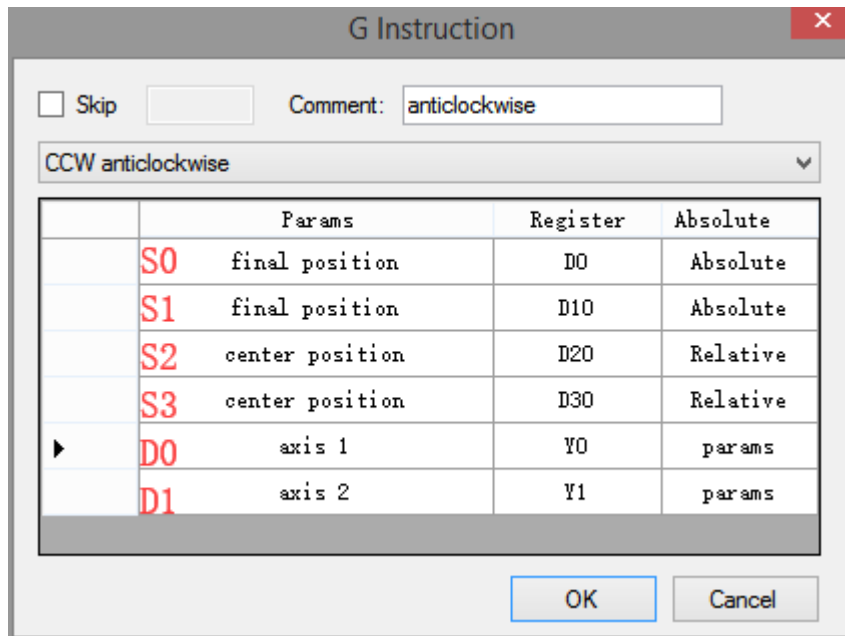 G Instruction
Skip Comment: anticlockwise
CCW anticlockwise
Params Register Absolute
S0 final position D0 Absolute
S1 final position D10 Absolute
S2 center position D20 Relative
S3 center position D30 Relative
D0 axis 1 Y0 params
D1 axis 2 Y1 params
OK Cancel